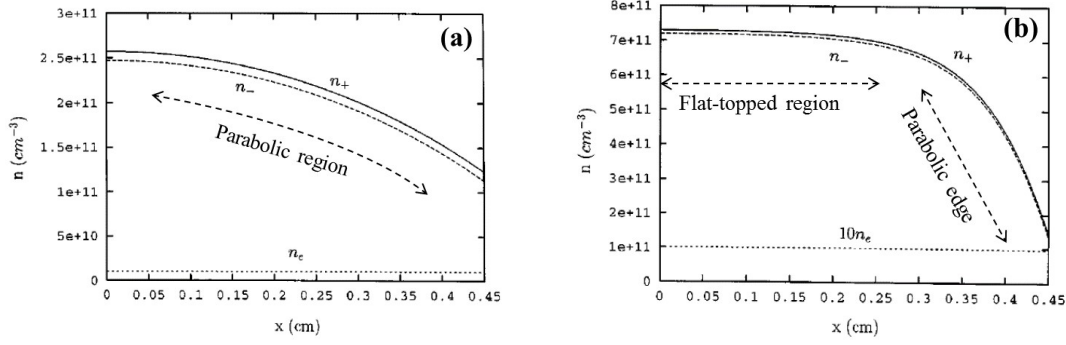 (a)
3e+11
2.5e+11
2e+11
1.5e+11
1e+11
5e+10
0
n (cm⁻³)
n₊
n₋
Parabolic region
nₑ
0 0.05 0.1 0.15 0.2 0.25 0.3 0.35 0.4 0.45
x (cm)
(b)
8e+11
7e+11
6e+11
5e+11
4e+11
3e+11
2e+11
1e+11
0
n (cm⁻³)
n₋
n₊
Flat-topped region
Parabolic edge
10nₑ
0 0.05 0.1 0.15 0.2 0.25 0.3 0.35 0.4 0.45
x (cm)